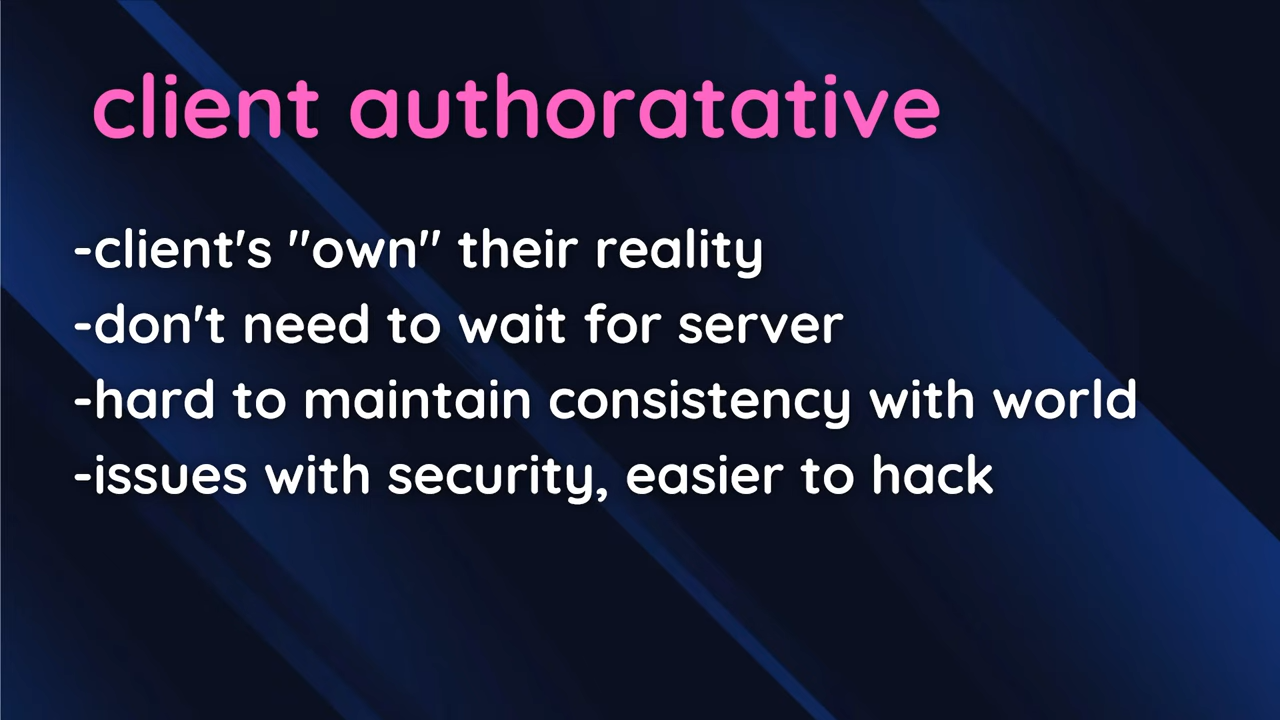 client authoratative
-client's "own" their reality
-don't need to wait for server
-hard to maintain consistency with world
-issues with security, easier to hack